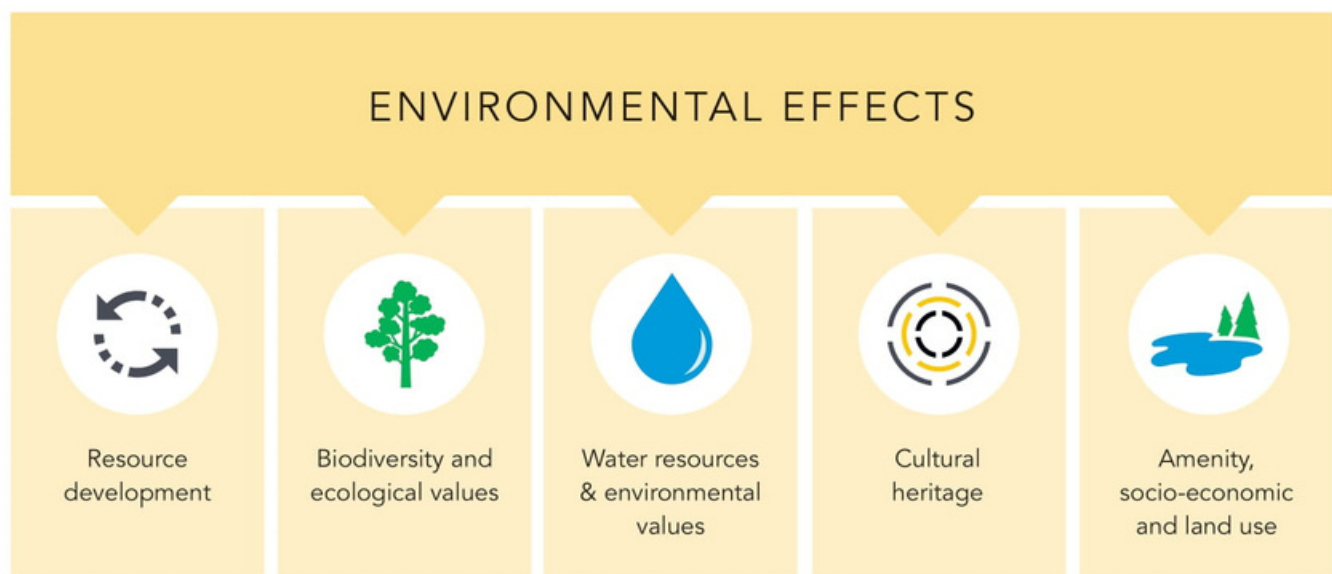 ENVIRONMENTAL EFFECTS
Resource
development
Biodiversity and
ecological values
Water resources
& environmental
values
Cultural
heritage
Amenity,
socio-economic
and land use